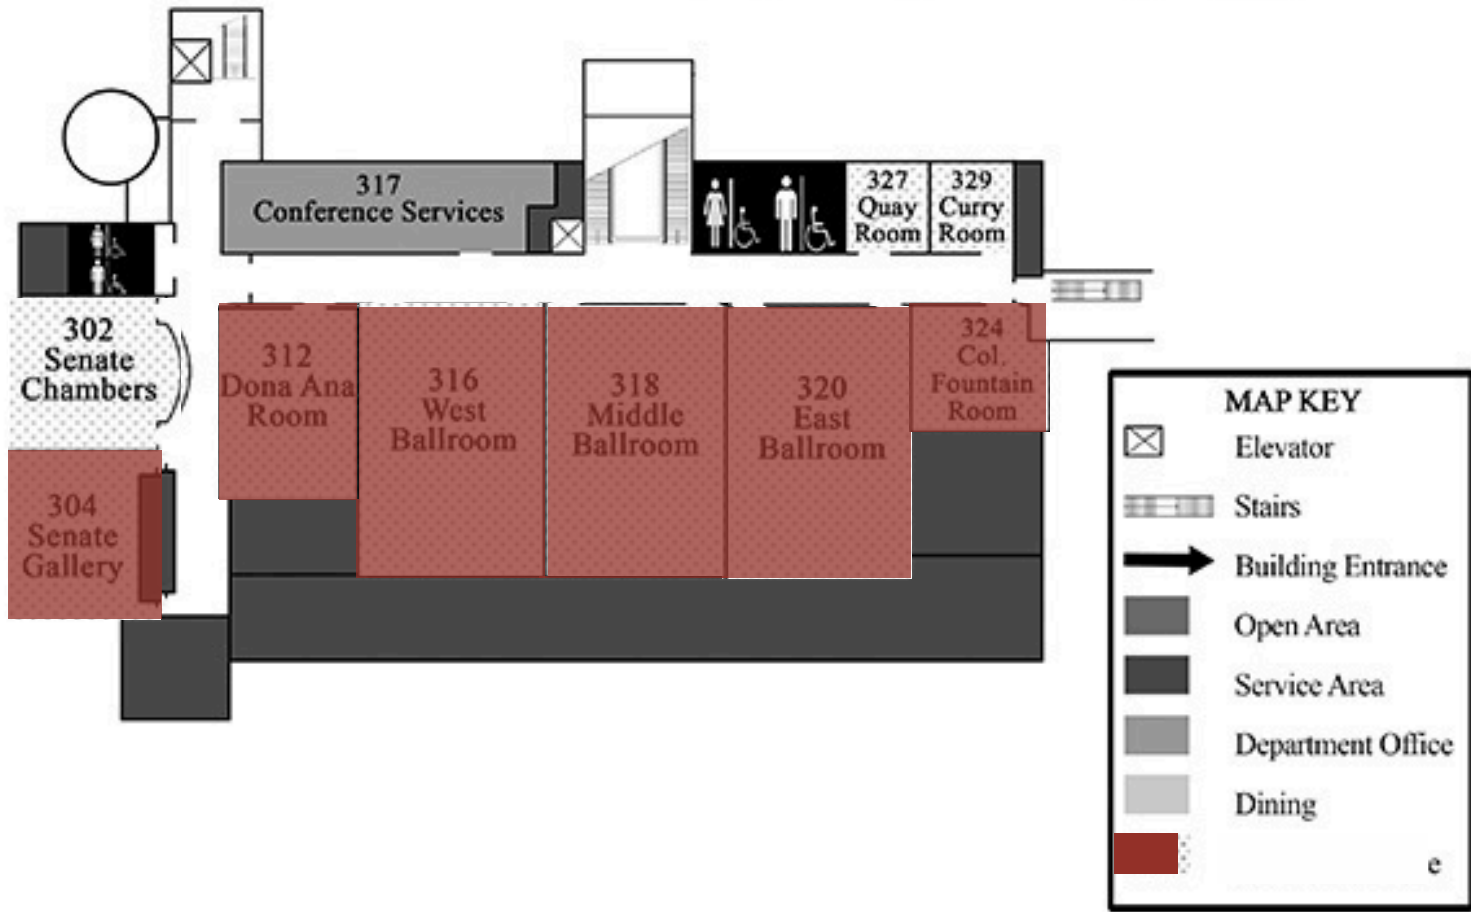 317
Conference Services
327
Quay
Room
329
Curry
Room
302
Senate
Chambers
312
Dona Ana
Room
316
West
Ballroom
318
Middle
Ballroom
320
East
Ballroom
324
Col.
Fountain
Room
304
Senate
Gallery
MAP KEY
Elevator
Stairs
Building Entrance
Open Area
Service Area
Department Office
Dining
e